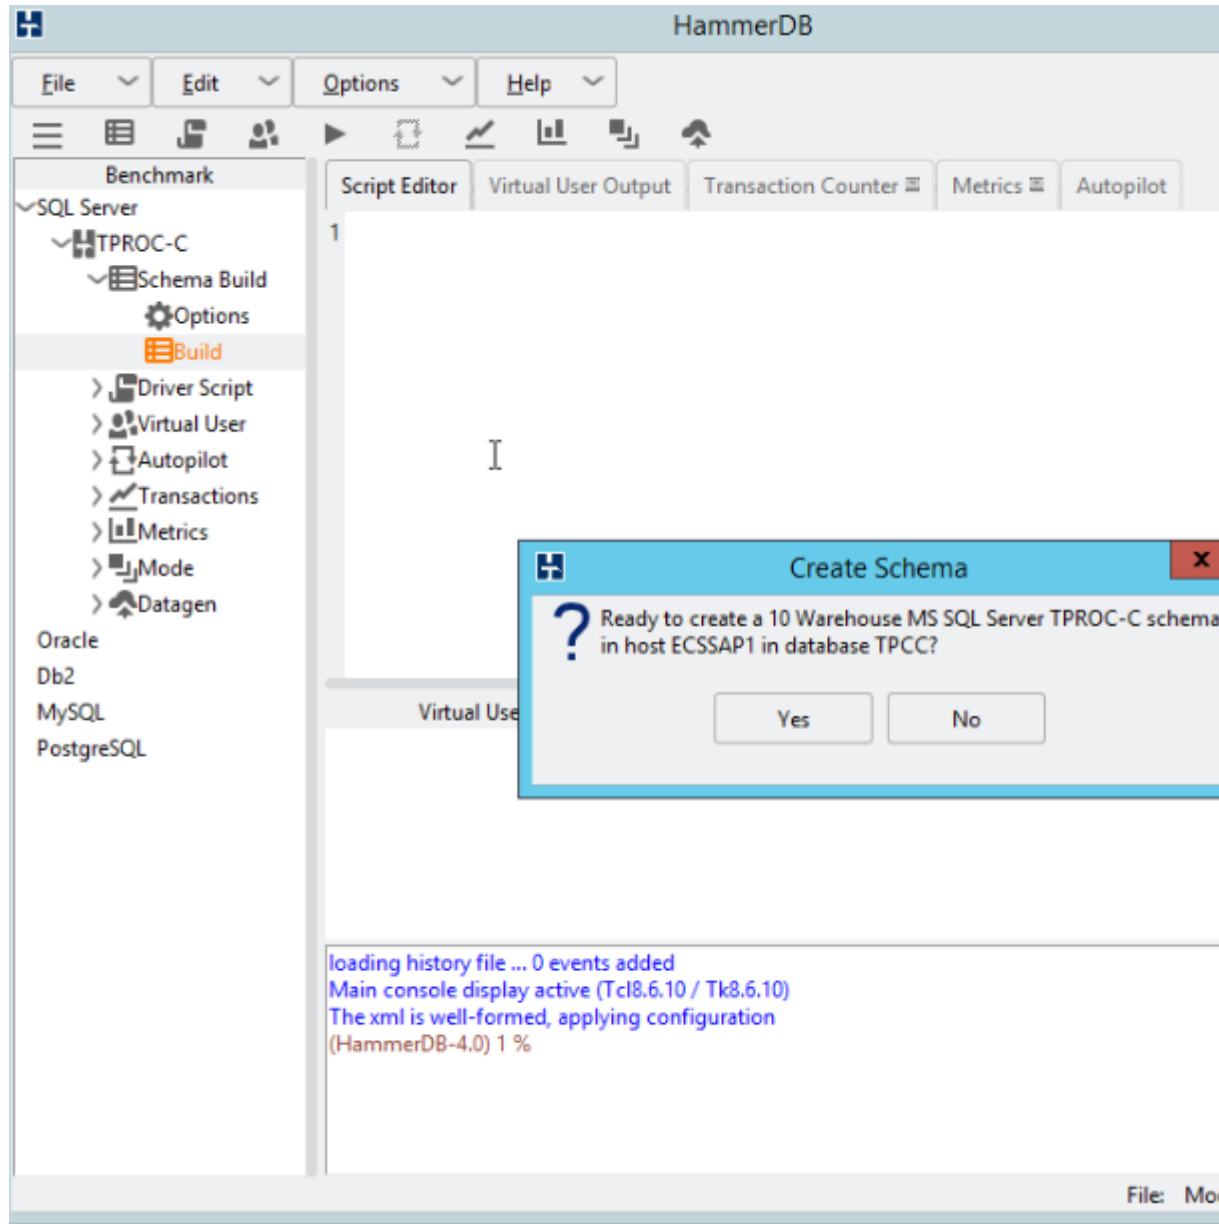 HammerDB
File Edit Options Help
Benchmark
SQL Server
TPROC-C
Schema Build
Options
Build
Driver Script
Virtual User
Autopilot
Transactions
Metrics
Mode
Datagen
Oracle
Db2
MySQL
PostgreSQL
Script Editor Virtual User Output Transaction Counter Metrics Autopilot
1
Create Schema
x
Ready to create a 10 Warehouse MS SQL Server TPROC-C schema
in host ECSSAP1 in database TPCC?
Yes No
Virtual Use
loading history file ... 0 events added
Main console display active (Tcl8.6.10 / Tk8.6.10)
The xml is well-formed, applying configuration
(HammerDB-4.0) 1 %
File: